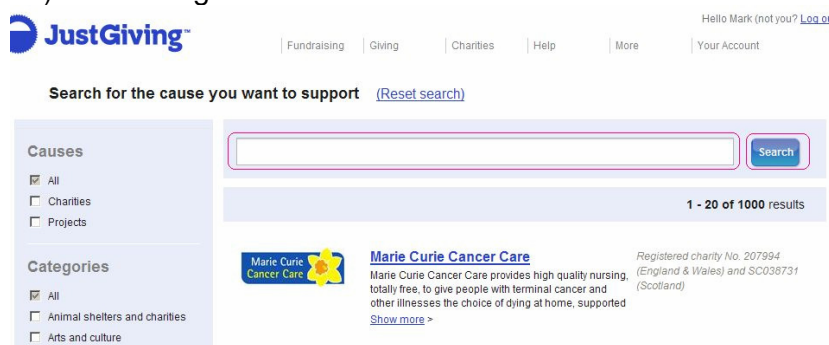 Hello Mark (not you? Log ou
JustGiving™
Fundraising Giving Charities Help More Your Account
Search for the cause you want to support (Reset search)
Causes
All
Charities
Projects
Search
1 - 20 of 1000 results
Categories
All
Animal shelters and charities
Arts and culture
Marie Curie
Cancer Care
Marie Curie Cancer Care
Marie Curie Cancer Care provides high quality nursing,
totally free, to give people with terminal cancer and
other illnesses the choice of dying at home, supported
Show more >
Registered charity No. 207994
(England & Wales) and SC038731
(Scotland)